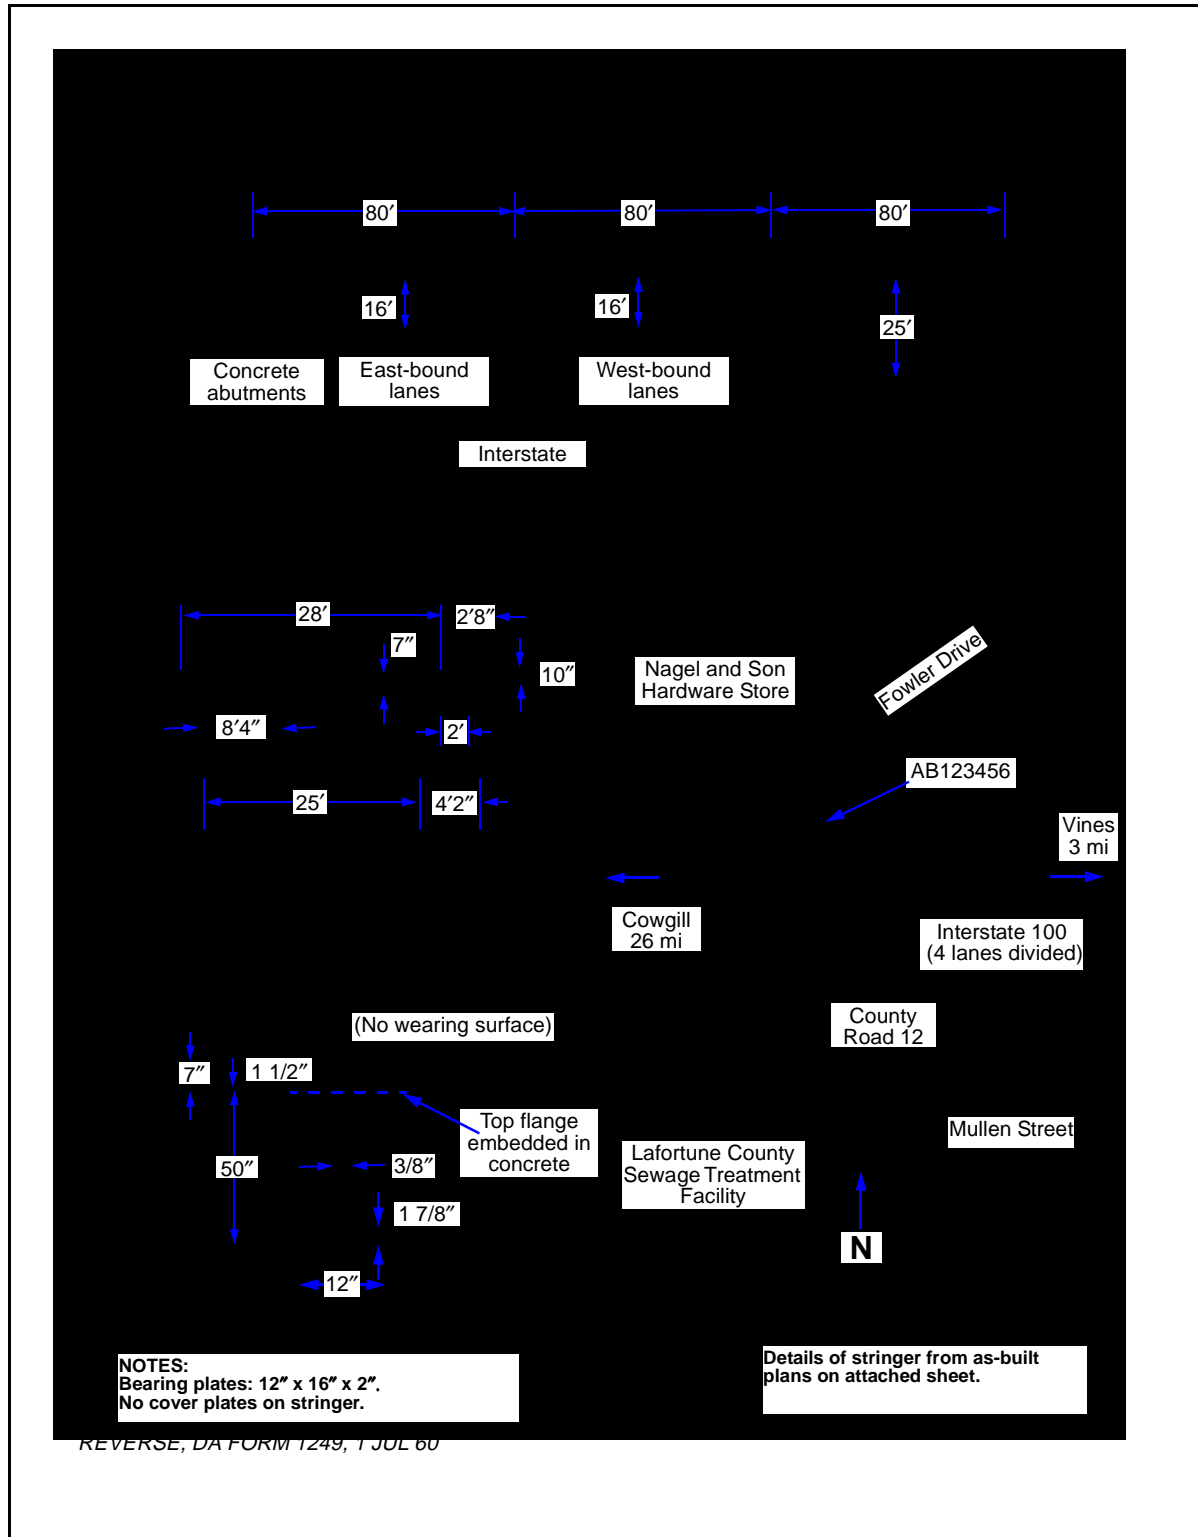 80′
80′
80′
16′
16′
25′
Concrete
abutments
East-bound
lanes
West-bound
lanes
Interstate
28′
2′8″
7″
10″
8′4″
2′
25′
4′2″
Nagel and Son
Hardware Store
Fowler Drive
AB123456
Vines
3 mi
Cowgill
26 mi
Interstate 100
(4 lanes divided)
County
Road 12
(No wearing surface)
7″
1 1/2″
Top flange
embedded in
concrete
50″
3/8″
1 7/8″
12″
Mullen Street
Lafortune County
Sewage Treatment
Facility
N
NOTES:
Bearing plates: 12″ x 16″ x 2″.
No cover plates on stringer.
Details of stringer from as-built
plans on attached sheet.
REVERSE, DA FORM 1249, 1 JUL 60